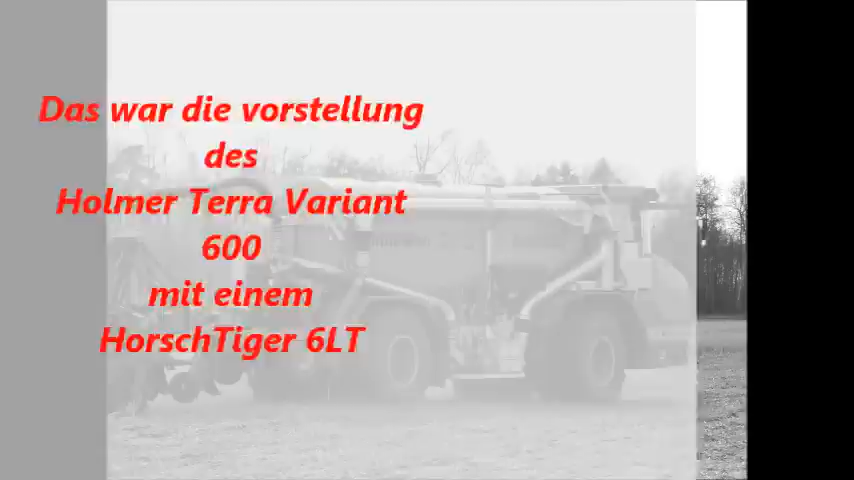 Das war die vorstellung
des
Holmer Terra Variant
600
mit einem
HorschTiger 6LT